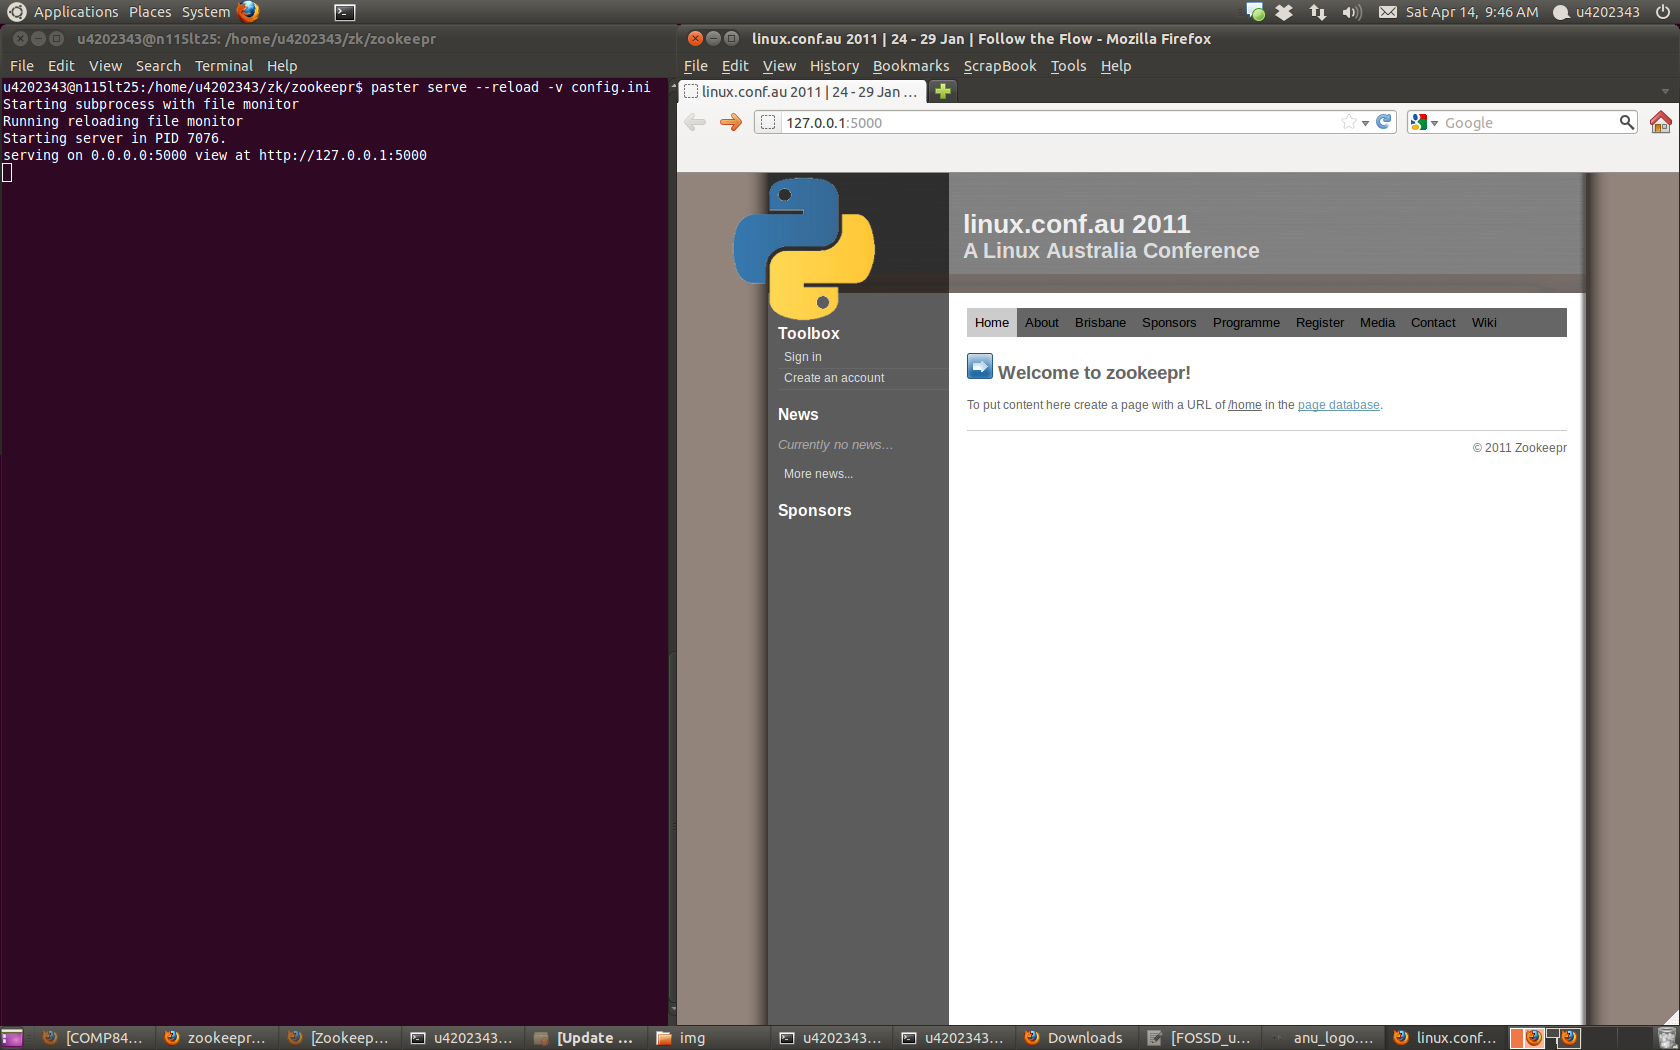 Applications Places System
Sat Apr 14, 9:46 AM u4202343
u4202343@n115lt25: /home/u4202343/zk/zookeepr
File Edit View Search Terminal Help
u4202343@n115lt25:/home/u4202343/zk/zookeepr$ paster serve --reload -v config.ini
Starting subprocess with file monitor
Running reloading file monitor
Starting server in PID 7076.
serving on 0.0.0.0:5000 view at http://127.0.0.1:5000
linux.conf.au 2011 | 24 - 29 Jan | Follow the Flow - Mozilla Firefox
File Edit View History Bookmarks ScrapBook Tools Help
linux.conf.au 2011 | 24 - 29 Jan ...
127.0.0.1:5000
Google
linux.conf.au 2011
A Linux Australia Conference
Home About Brisbane Sponsors Programme Register Media Contact Wiki
Toolbox
Sign in
Create an account
News
Currently no news...
More news...
Sponsors
Welcome to zookeepr!
To put content here create a page with a URL of /home in the page database.
© 2011 Zookeepr
[COMP84... zookeepr... [Zookeep... u4202343... [Update ... img u4202343... u4202343... Downloads [FOSSD_u... anu_logo.... linux.conf...